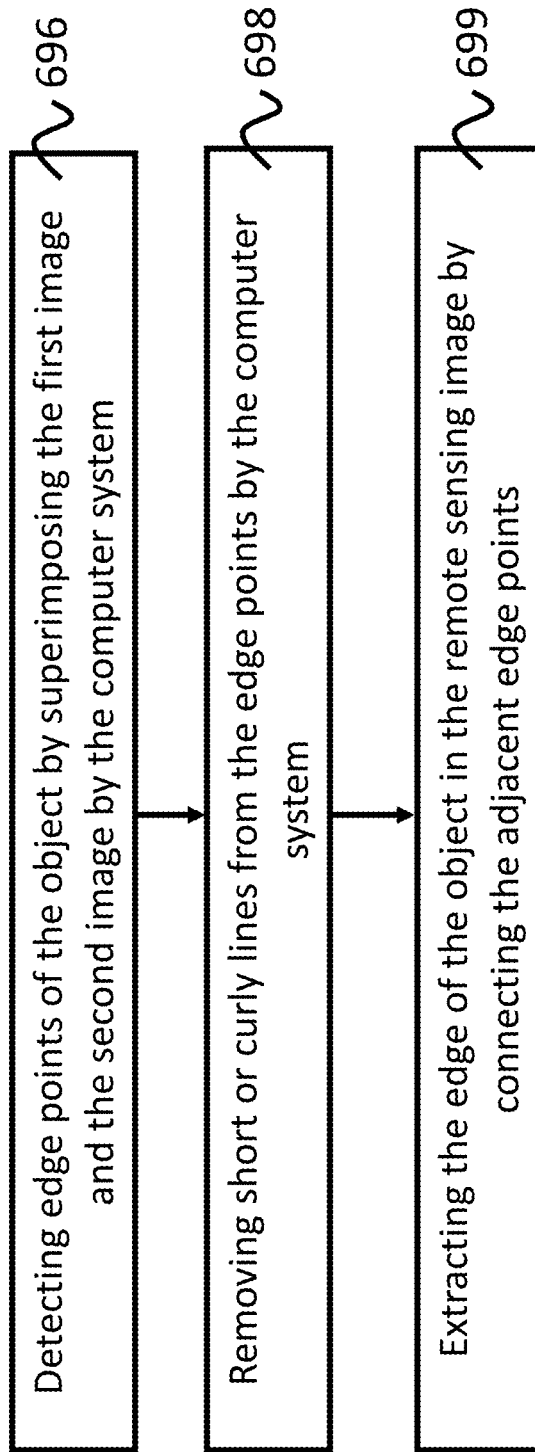 Detecting edge points of the object by superimposing the first image
and the second image by the computer system
696
Removing short or curly lines from the edge points by the computer
system
698
Extracting the edge of the object in the remote sensing image by
connecting the adjacent edge points
699